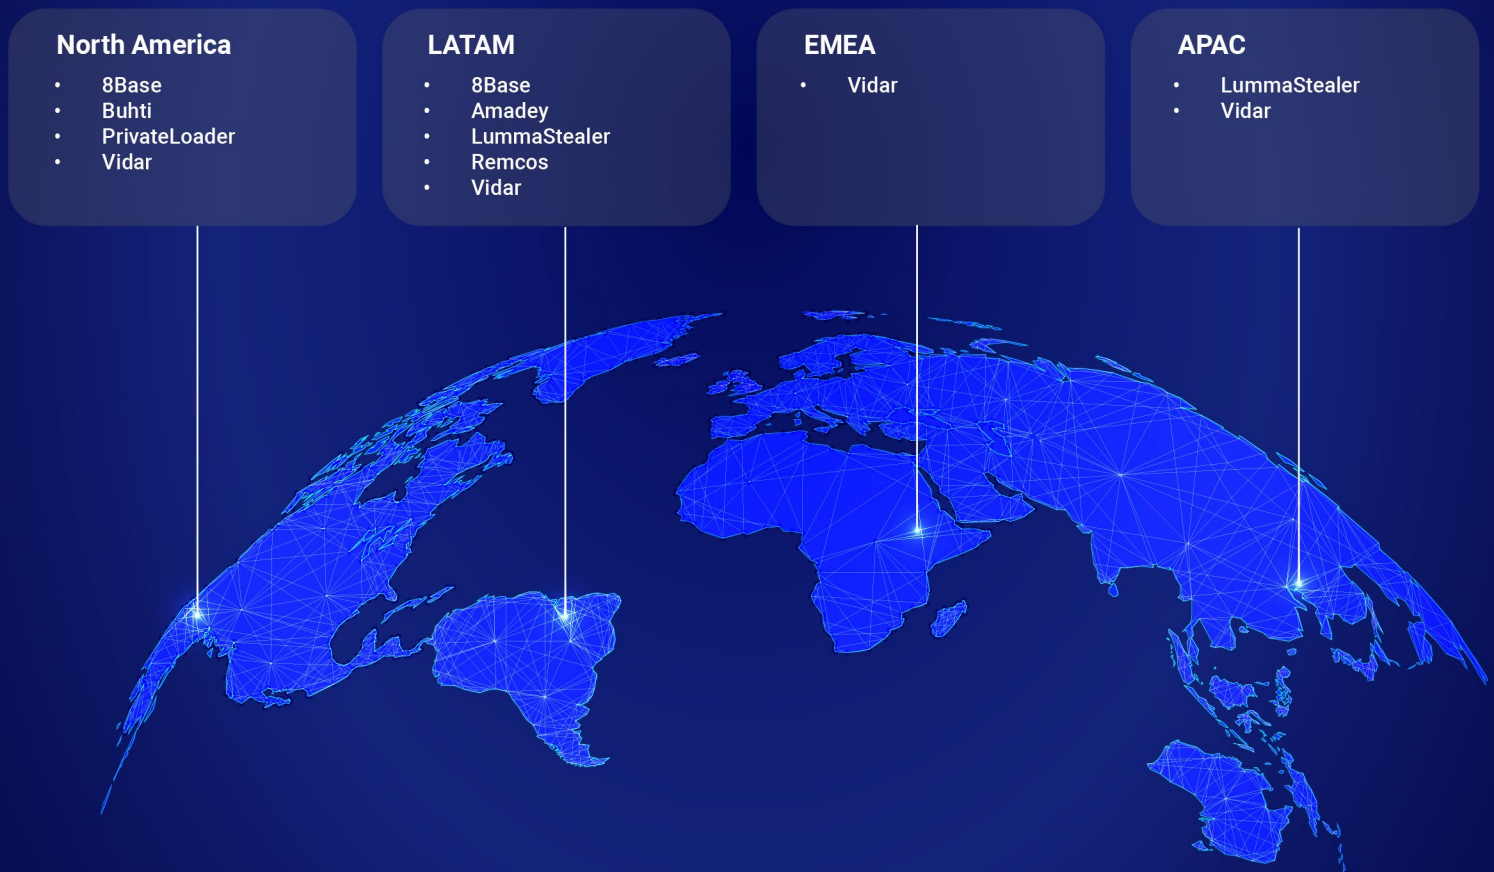 North America
• 8Base
• Buhti
• PrivateLoader
• Vidar
LATAM
• 8Base
• Amadey
• LummaStealer
• Remcos
• Vidar
EMEA
• Vidar
APAC
• LummaStealer
• Vidar